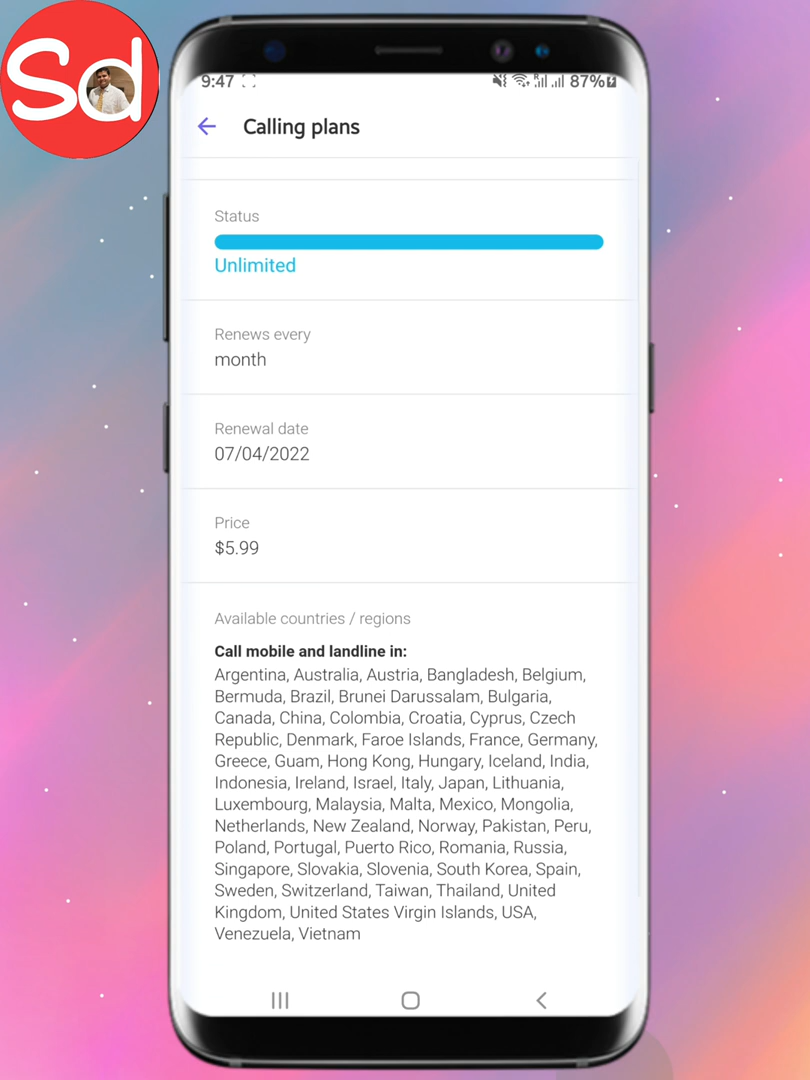 Sd
9:47
87%
Calling plans
Status
Unlimited
Renews every
month
Renewal date
07/04/2022
Price
$5.99
Available countries / regions
Call mobile and landline in:
Argentina, Australia, Austria, Bangladesh, Belgium,
Bermuda, Brazil, Brunei Darussalam, Bulgaria,
Canada, China, Colombia, Croatia, Cyprus, Czech
Republic, Denmark, Faroe Islands, France, Germany,
Greece, Guam, Hong Kong, Hungary, Iceland, India,
Indonesia, Ireland, Israel, Italy, Japan, Lithuania,
Luxembourg, Malaysia, Malta, Mexico, Mongolia,
Netherlands, New Zealand, Norway, Pakistan, Peru,
Poland, Portugal, Puerto Rico, Romania, Russia,
Singapore, Slovakia, Slovenia, South Korea, Spain,
Sweden, Switzerland, Taiwan, Thailand, United
Kingdom, United States Virgin Islands, USA,
Venezuela, Vietnam